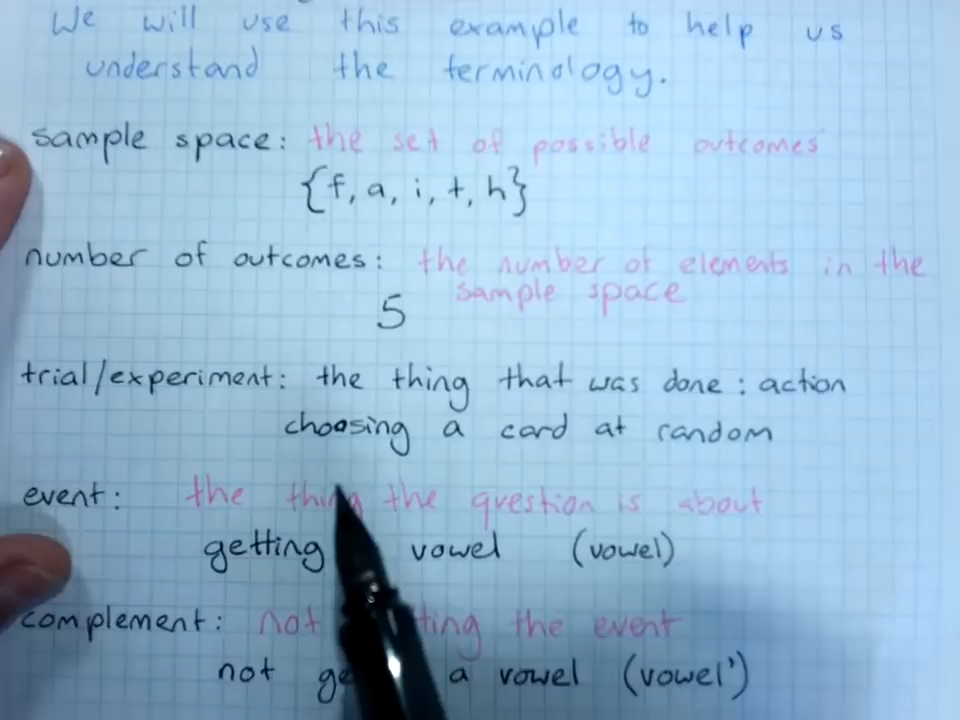 We will use this example to help us
understand the terminology.
sample space: the set of possible outcomes
{f, a, i, t, h}
number of outcomes: the number of elements in the
sample space
5
trial/experiment: the thing that was done: action
choosing a card at random
event: the thing the question is about
getting vowel (vowel)
complement: not the event
not a vowel (vowel')